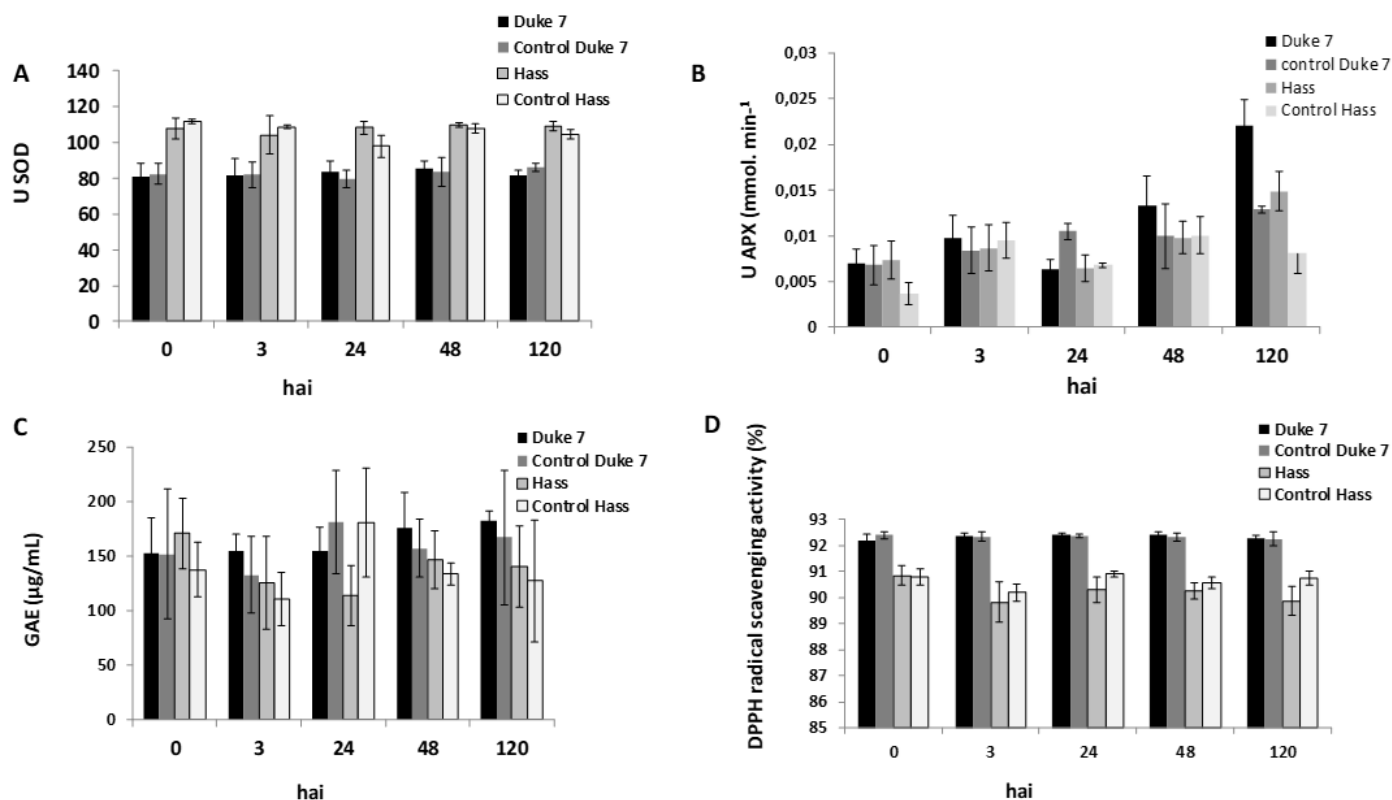 A
Duke 7
Control Duke 7
Hass
Control Hass
U SOD
140
120
100
80
60
40
20
0
0 3 24 48 120
hai
B
Duke 7
control Duke 7
Hass
Control Hass
U APX (mmol. min-¹
0,03
0,025
0,02
0,015
0,01
0,005
0
0 3 24 48 120
hai
C
Duke 7
Control Duke 7
Hass
Control Hass
GAE (µg/mL)
250
200
150
100
50
0
0 3 24 48 120
hai
D
Duke 7
Control Duke 7
Hass
Control Hass
DPPH radical scavenging activity (%)
93
92
91
90
89
88
87
86
85
0 3 24 48 120
hai